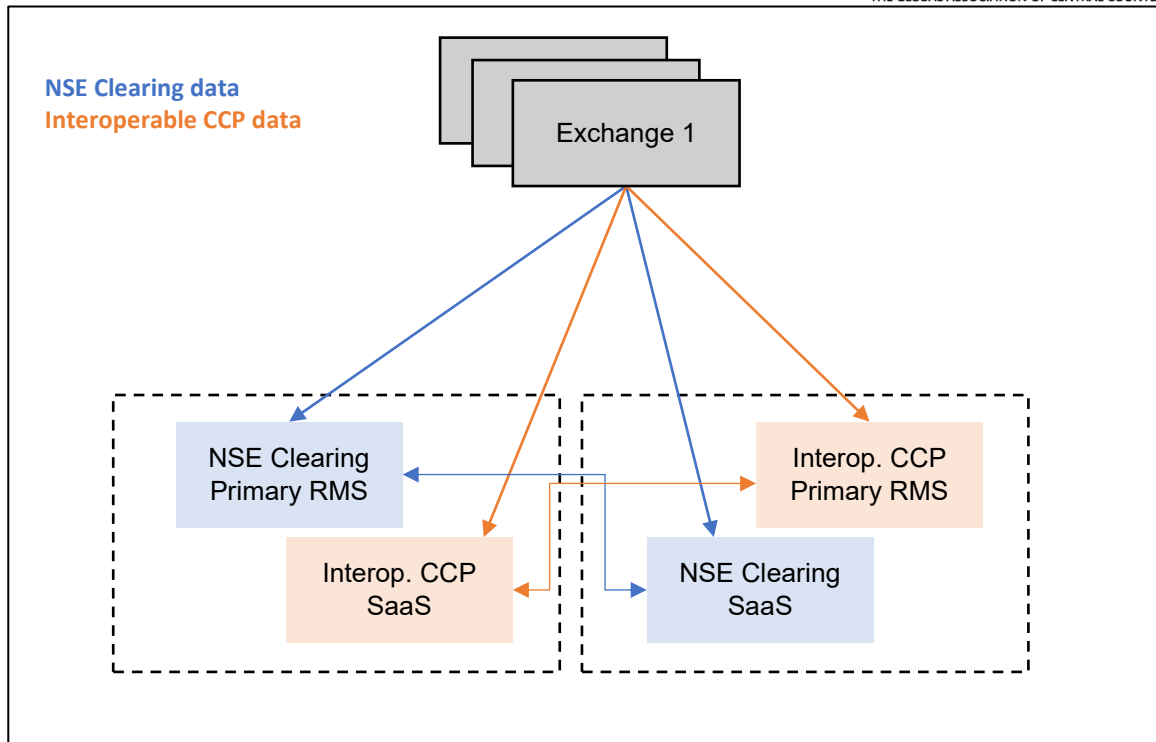 NSE Clearing data
Interoperable CCP data
Exchange 1
NSE Clearing
Primary RMS
Interop. CCP
Primary RMS
Interop. CCP
SaaS
NSE Clearing
SaaS